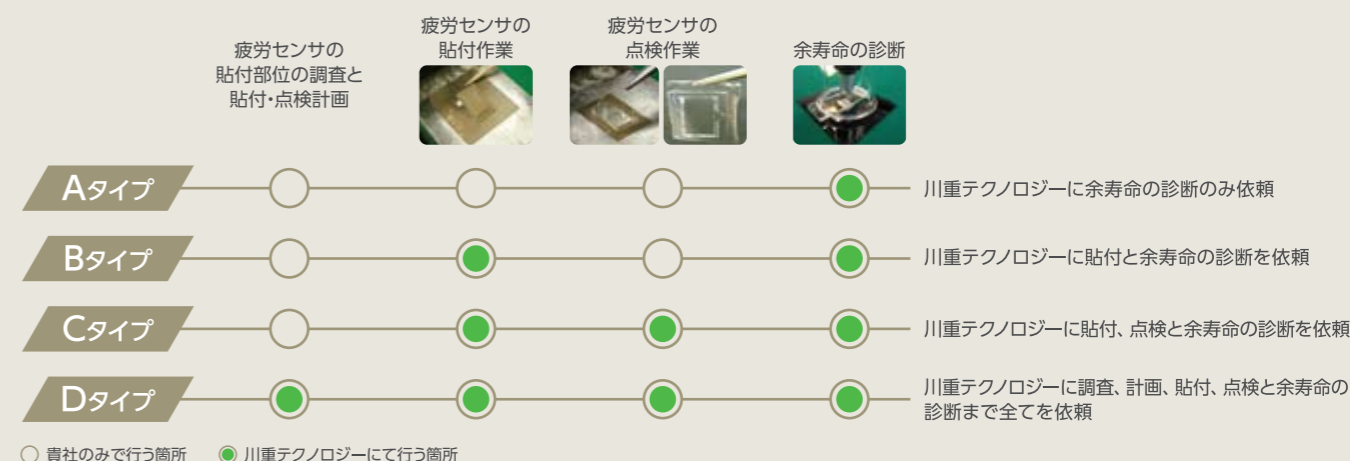 疲労センサの
貼付部位の調査と
貼付・点検計画
疲労センサの
貼付作業
疲労センサの
点検作業
余寿命の診断
Aタイプ
川重テクノロジーに余寿命の診断のみ依頼
Bタイプ
川重テクノロジーに貼付と余寿命の診断を依頼
Cタイプ
川重テクノロジーに貼付、点検と余寿命の診断を依頼
Dタイプ
川重テクノロジーに調査、計画、貼付、点検と余寿命の
診断まで全てを依頼
貴社のみで行う箇所
川重テクノロジーにて行う箇所